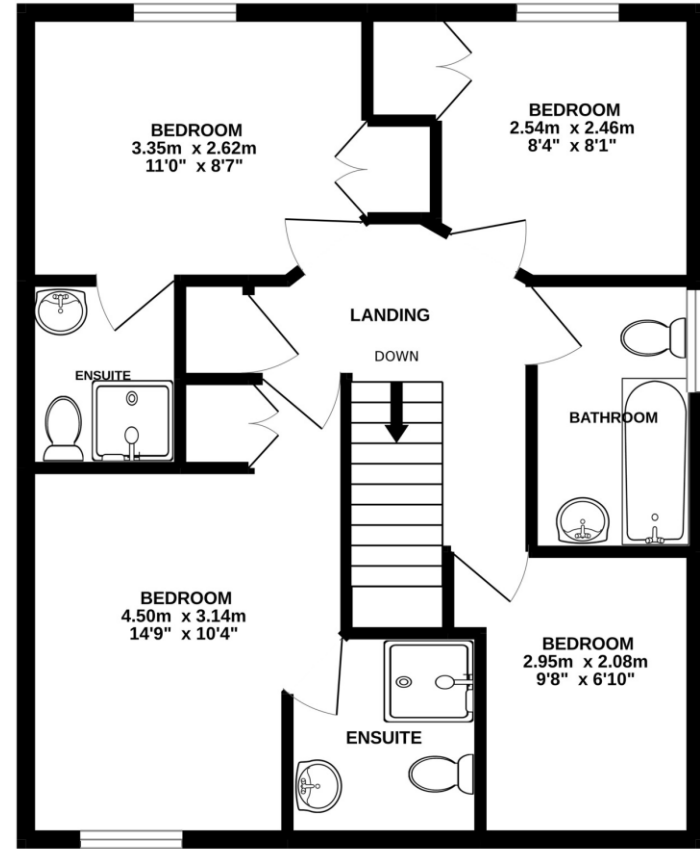 BEDROOM
3.35m x 2.62m
11'0" x 8'7"
BEDROOM
2.54m x 2.46m
8'4" x 8'1"
LANDING
DOWN
ENSUITE
BATHROOM
BEDROOM
4.50m x 3.14m
14'9" x 10'4"
BEDROOM
2.95m x 2.08m
9'8" x 6'10"
ENSUITE